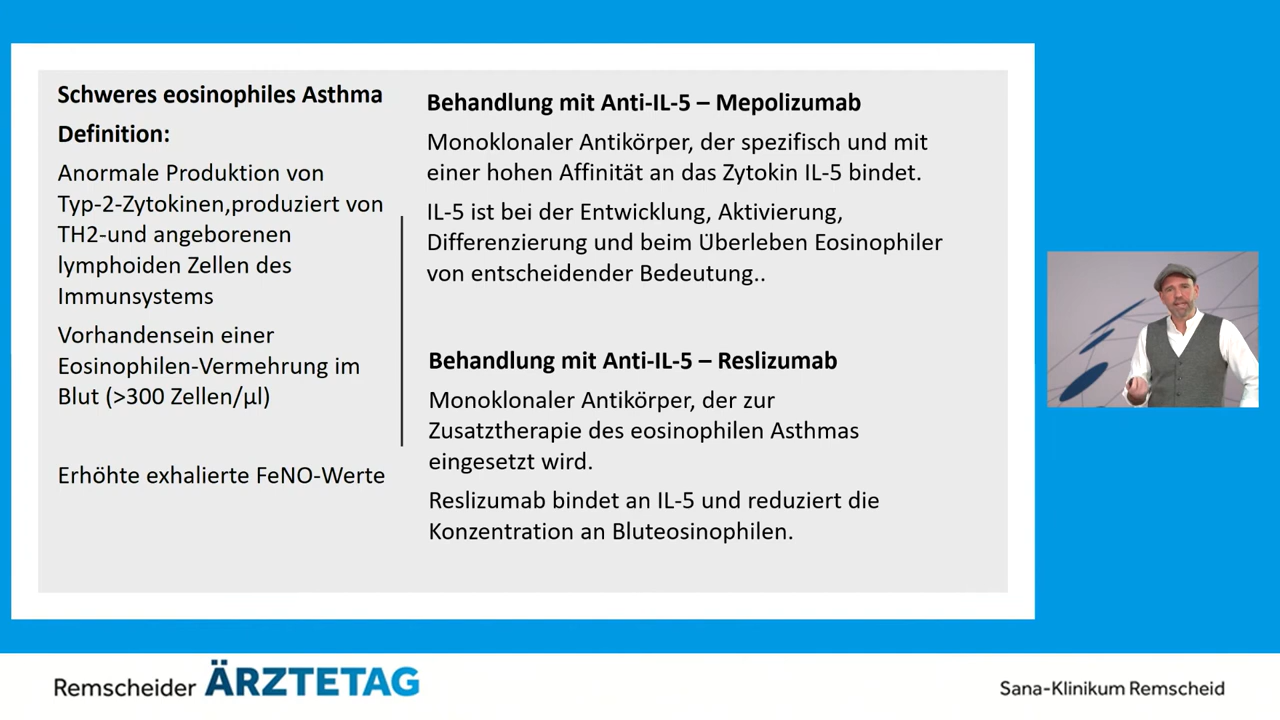 Schweres eosinophiles Asthma
Definition:
Anormale Produktion von
Typ-2-Zytokinen,produziert von
TH2-und angeborenen
lymphoiden Zellen des
Immunsystems
Vorhandensein einer
Eosinophilen-Vermehrung im
Blut (>300 Zellen/µl)
Erhöhte exhalierte FeNO-Werte
Behandlung mit Anti-IL-5 – Mepolizumab
Monoklonaler Antikörper, der spezifisch und mit
einer hohen Affinität an das Zytokin IL-5 bindet.
IL-5 ist bei der Entwicklung, Aktivierung,
Differenzierung und beim Überleben Eosinophiler
von entscheidender Bedeutung..
Behandlung mit Anti-IL-5 – Reslizumab
Monoklonaler Antikörper, der zur
Zusatztherapie des eosinophilen Asthmas
eingesetzt wird.
Reslizumab bindet an IL-5 und reduziert die
Konzentration an Bluteosinophilen.
Remscheider ÄRZTETAG
Sana-Klinikum Remscheid